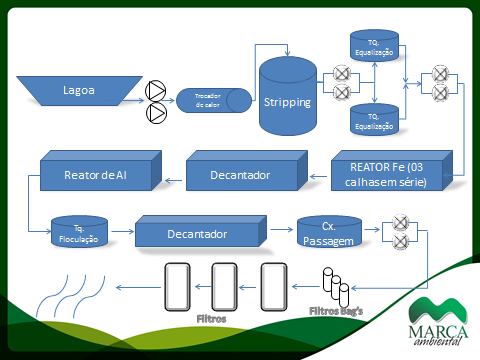 TQ.
Equalização
Lagoa
Trocador
do calor
Stripping
TQ.
Equalização
Reator de Al
Decantador
REATOR Fe (03
calhas em série)
Tq.
Floculação
Decantador
Cx.
Passagem
Filtros
Filtros Bag's
MARCA
ambiental